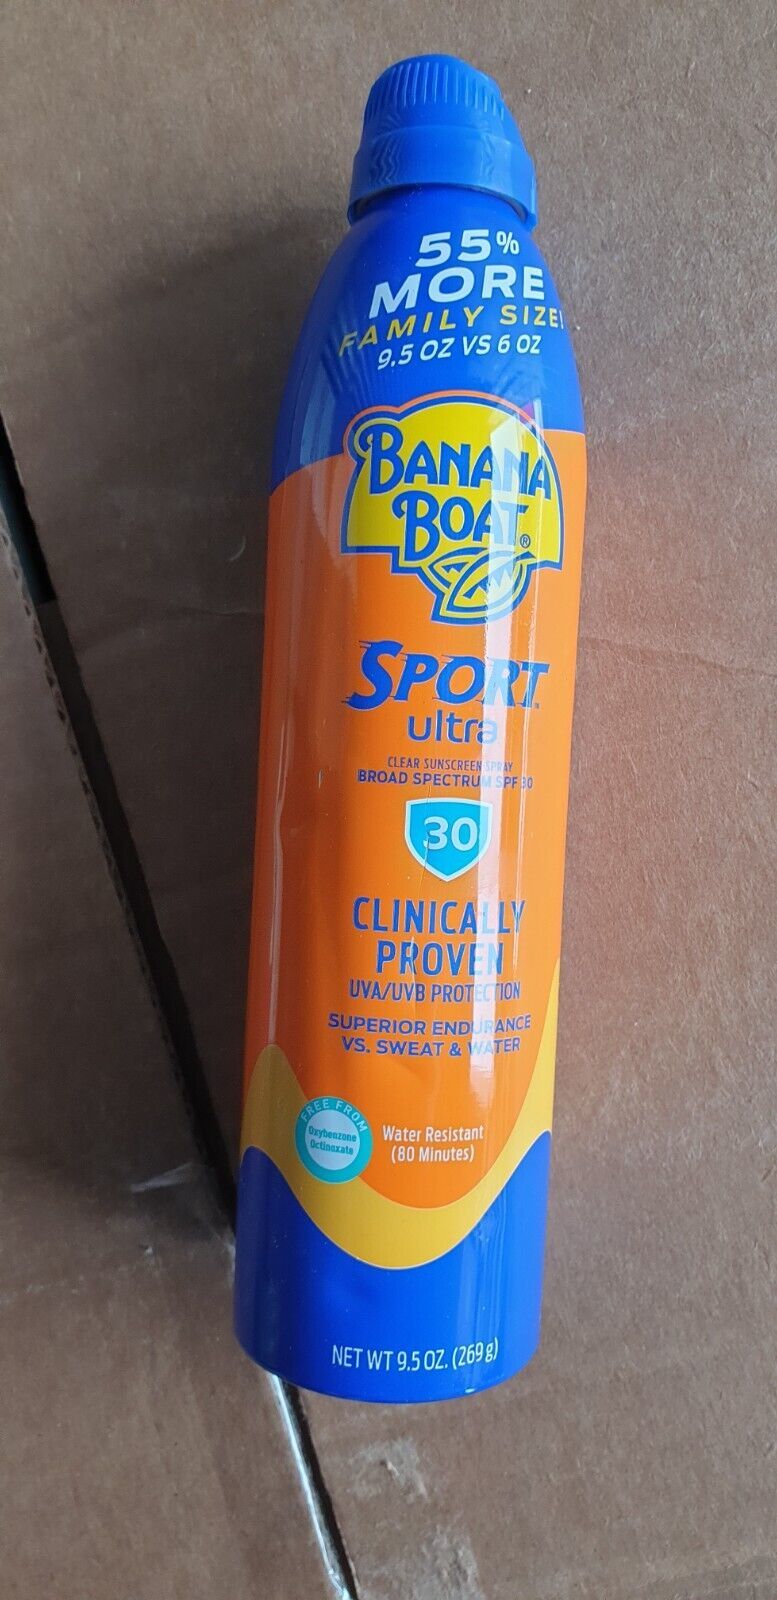 55%
MORE
FAMILY SIZE!
9.5 OZ VS 6 OZ
BANANA
BOAT®
SPORT™
ultra
CLEAR SUNSCREEN SPRAY
BROAD SPECTRUM SPF 30
30
CLINICALLY
PROVEN
UVA/UVB PROTECTION
SUPERIOR ENDURANCE
VS. SWEAT & WATER
FREE FROM
Oxybenzone
Octinoxate
Water Resistant
(80 Minutes)
NET WT 9.5 OZ. (269 g)